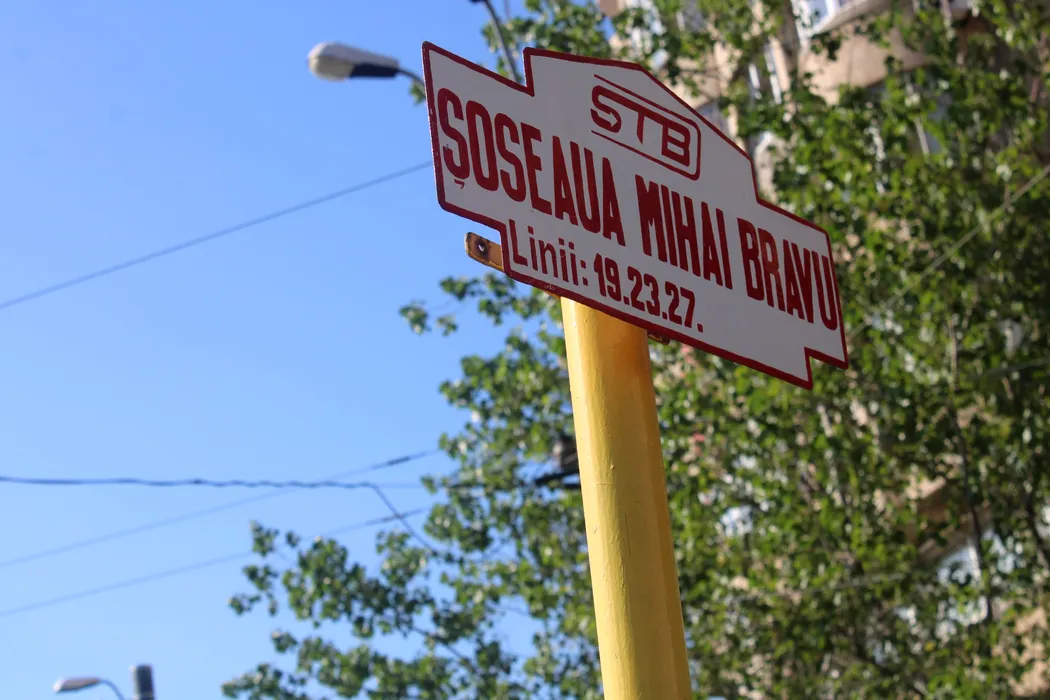 STB
ȘOSEAUA MIHAI BRAVU
Linii: 19.23.27.